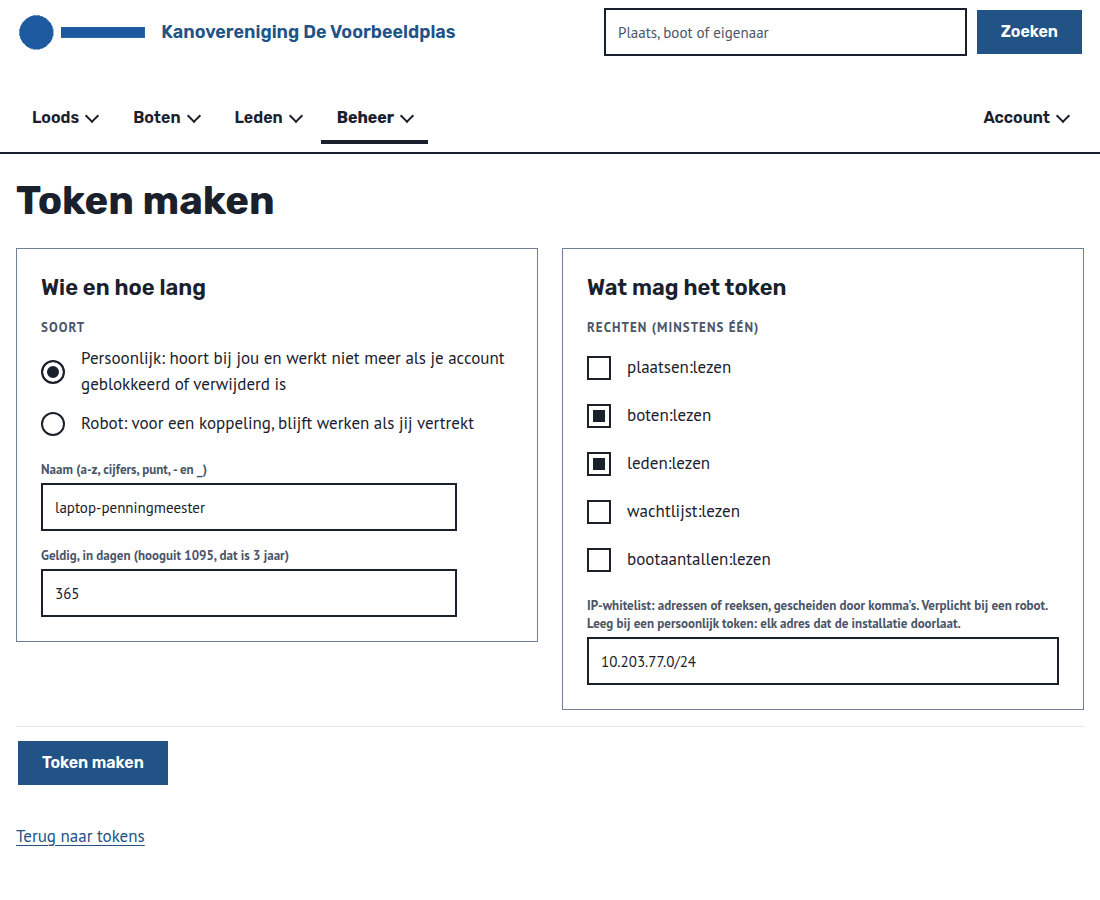 Kanovereniging De Voorbeeldplas
Plaats, boot of eigenaar
Zoeken
Loods
Boten
Leden
Beheer
Account
Token maken
Wie en hoe lang
SOORT
Persoonlijk: hoort bij jou en werkt niet meer als je account
geblokkeerd of verwijderd is
Robot: voor een koppeling, blijft werken als jij vertrekt
Naam (a-z, cijfers, punt, - en _)
laptop-penningmeester
Geldig, in dagen (hooguit 1095, dat is 3 jaar)
365
Wat mag het token
RECHTEN (MINSTENS ÉÉN)
plaatsen:lezen
boten:lezen
leden:lezen
wachtlijst:lezen
bootaantallen:lezen
IP-whitelist: adressen of reeksen, gescheiden door komma's. Verplicht bij een robot.
Leeg bij een persoonlijk token: elk adres dat de installatie doorlaat.
10.203.77.0/24
Token maken
Terug naar tokens